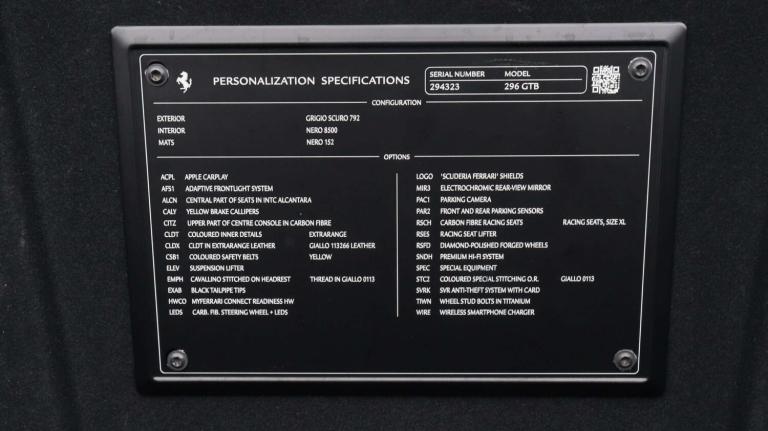 PERSONALIZATION SPECIFICATIONS
SERIAL NUMBER MODEL
294323 296 GTB
CONFIGURATION
EXTERIOR GRIGIO SCURO 792
INTERIOR NERO 8500
MATS NERO 152
OPTIONS
ACPL APPLE CARPLAY
AFS1 ADAPTIVE FRONTLIGHT SYSTEM
ALCN CENTRAL PART OF SEATS IN INTC ALCANTARA
CALY YELLOW BRAKE CALLIPERS
CITZ UPPER PART OF CENTRE CONSOLE IN CARBON FIBRE
CLDT COLOURED INNER DETAILS EXTRARANGE
CLDX CLDT IN EXTRARANGE LEATHER GIALLO 113266 LEATHER
CSB1 COLOURED SAFETY BELTS YELLOW
ELEV SUSPENSION LIFTER
EMPH CAVALLINO STITCHED ON HEADREST THREAD IN GIALLO 0113
EXAB BLACK TAILPIPE TIPS
HWCO MYFERRARI CONNECT READINESS HW
LEDS CARB. FIB. STEERING WHEEL + LEDS
LOGO 'SCUDERIA FERRARI' SHIELDS
MIR3 ELECTROCHROMIC REAR-VIEW MIRROR
PAC1 PARKING CAMERA
PAR2 FRONT AND REAR PARKING SENSORS
RSCH CARBON FIBRE RACING SEATS RACING SEATS, SIZE XL
RSES RACING SEAT LIFTER
RSFD DIAMOND-POLISHED FORGED WHEELS
SNDH PREMIUM HI-FI SYSTEM
SPEC SPECIAL EQUIPMENT
STC2 COLOURED SPECIAL STITCHING O.R. GIALLO 0113
SVRK SVR ANTI-THEFT SYSTEM WITH CARD
TIWN WHEEL STUD BOLTS IN TITANIUM
WIRE WIRELESS SMARTPHONE CHARGER